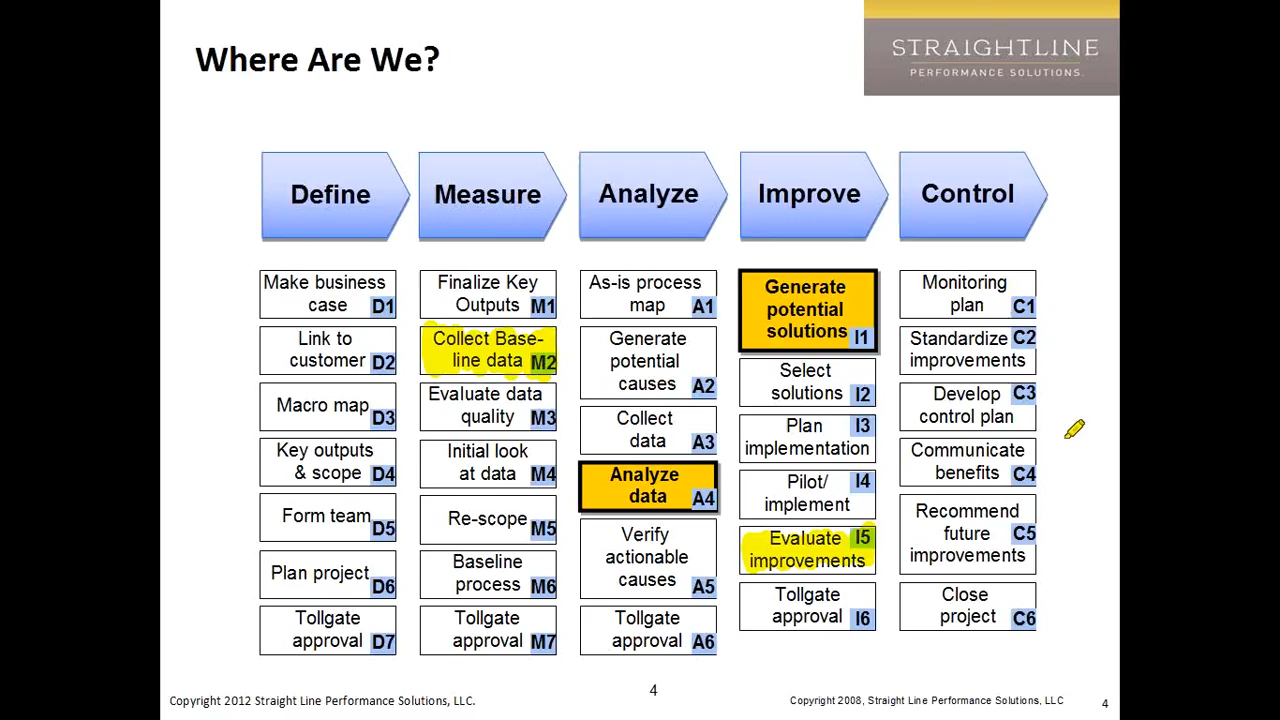 Where Are We?
STRAIGHTLINE
PERFORMANCE SOLUTIONS.
Define
Measure
Analyze
Improve
Control
Make business
case D1
Link to
customer D2
Macro map
D3
Key outputs
& scope D4
Form team
D5
Plan project
D6
Tollgate
approval D7
Finalize Key
Outputs M1
Collect Base-
line data M2
Evaluate data
quality M3
Initial look
at data M4
Re-scope
M5
Baseline
process M6
Tollgate
approval M7
As-is process
map A1
Generate
potential
causes A2
Collect
data A3
Analyze
data A4
Verify
actionable
causes A5
Tollgate
approval A6
Generate
potential
solutions I1
Select
solutions I2
Plan I3
implementation
Pilot/ I4
implement
Evaluate I5
improvements
Tollgate
approval I6
Monitoring
plan C1
Standardize C2
improvements
Develop C3
control plan
Communicate
benefits C4
Recommend
future C5
improvements
Close
project C6
Copyright 2012 Straight Line Performance Solutions, LLC.
4
Copyright 2008, Straight Line Performance Solutions, LLC
4